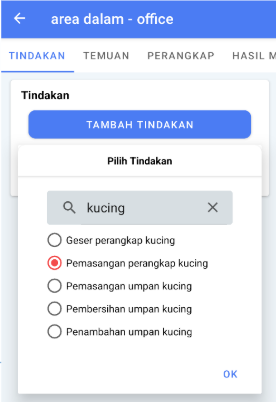 area dalam - office
TINDAKAN TEMUAN PERANGKAP HASIL M
Tindakan
TAMBAH TINDAKAN
Pilih Tindakan
kucing
Geser perangkap kucing
Pemasangan perangkap kucing
Pemasangan umpan kucing
Pembersihan umpan kucing
Penambahan umpan kucing
OK